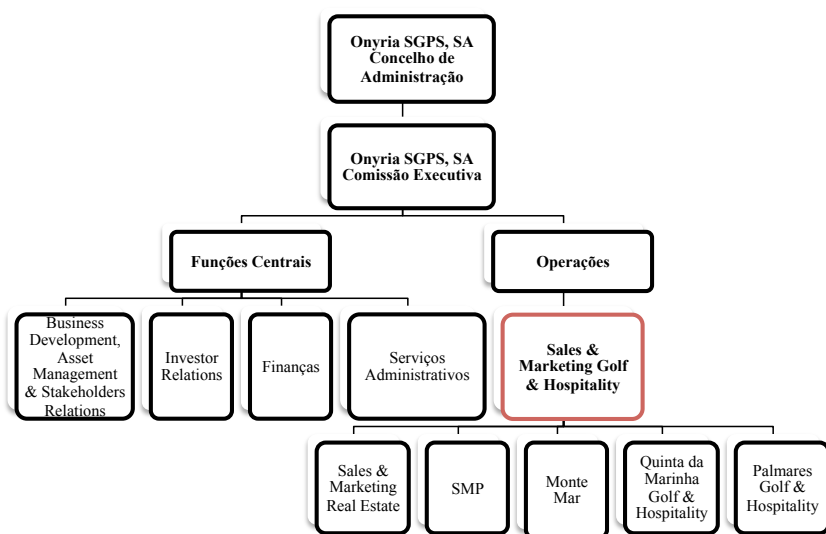 Onyria SGPS, SA
Concelho de
Administração
Onyria SGPS, SA
Comissão Executiva
Funções Centrais
Operações
Business
Development,
Asset
Management
& Stakeholders
Relations
Investor
Relations
Finanças
Serviços
Administrativos
Sales &
Marketing Golf
& Hospitality
Sales &
Marketing
Real Estate
SMP
Monte
Mar
Quinta da
Marinha
Golf &
Hospitality
Palmares
Golf &
Hospitality